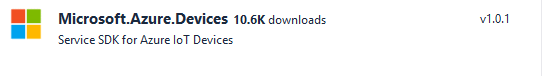 Microsoft.Azure.Devices 10.6K downloads v1.0.1
Service SDK for Azure IoT Devices